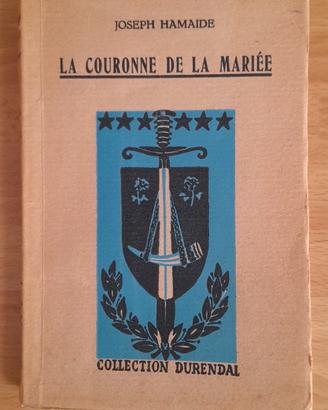 JOSEPH HAMAIDE
LA COURONNE DE LA MARIÉE
COLLECTION DURENDAL